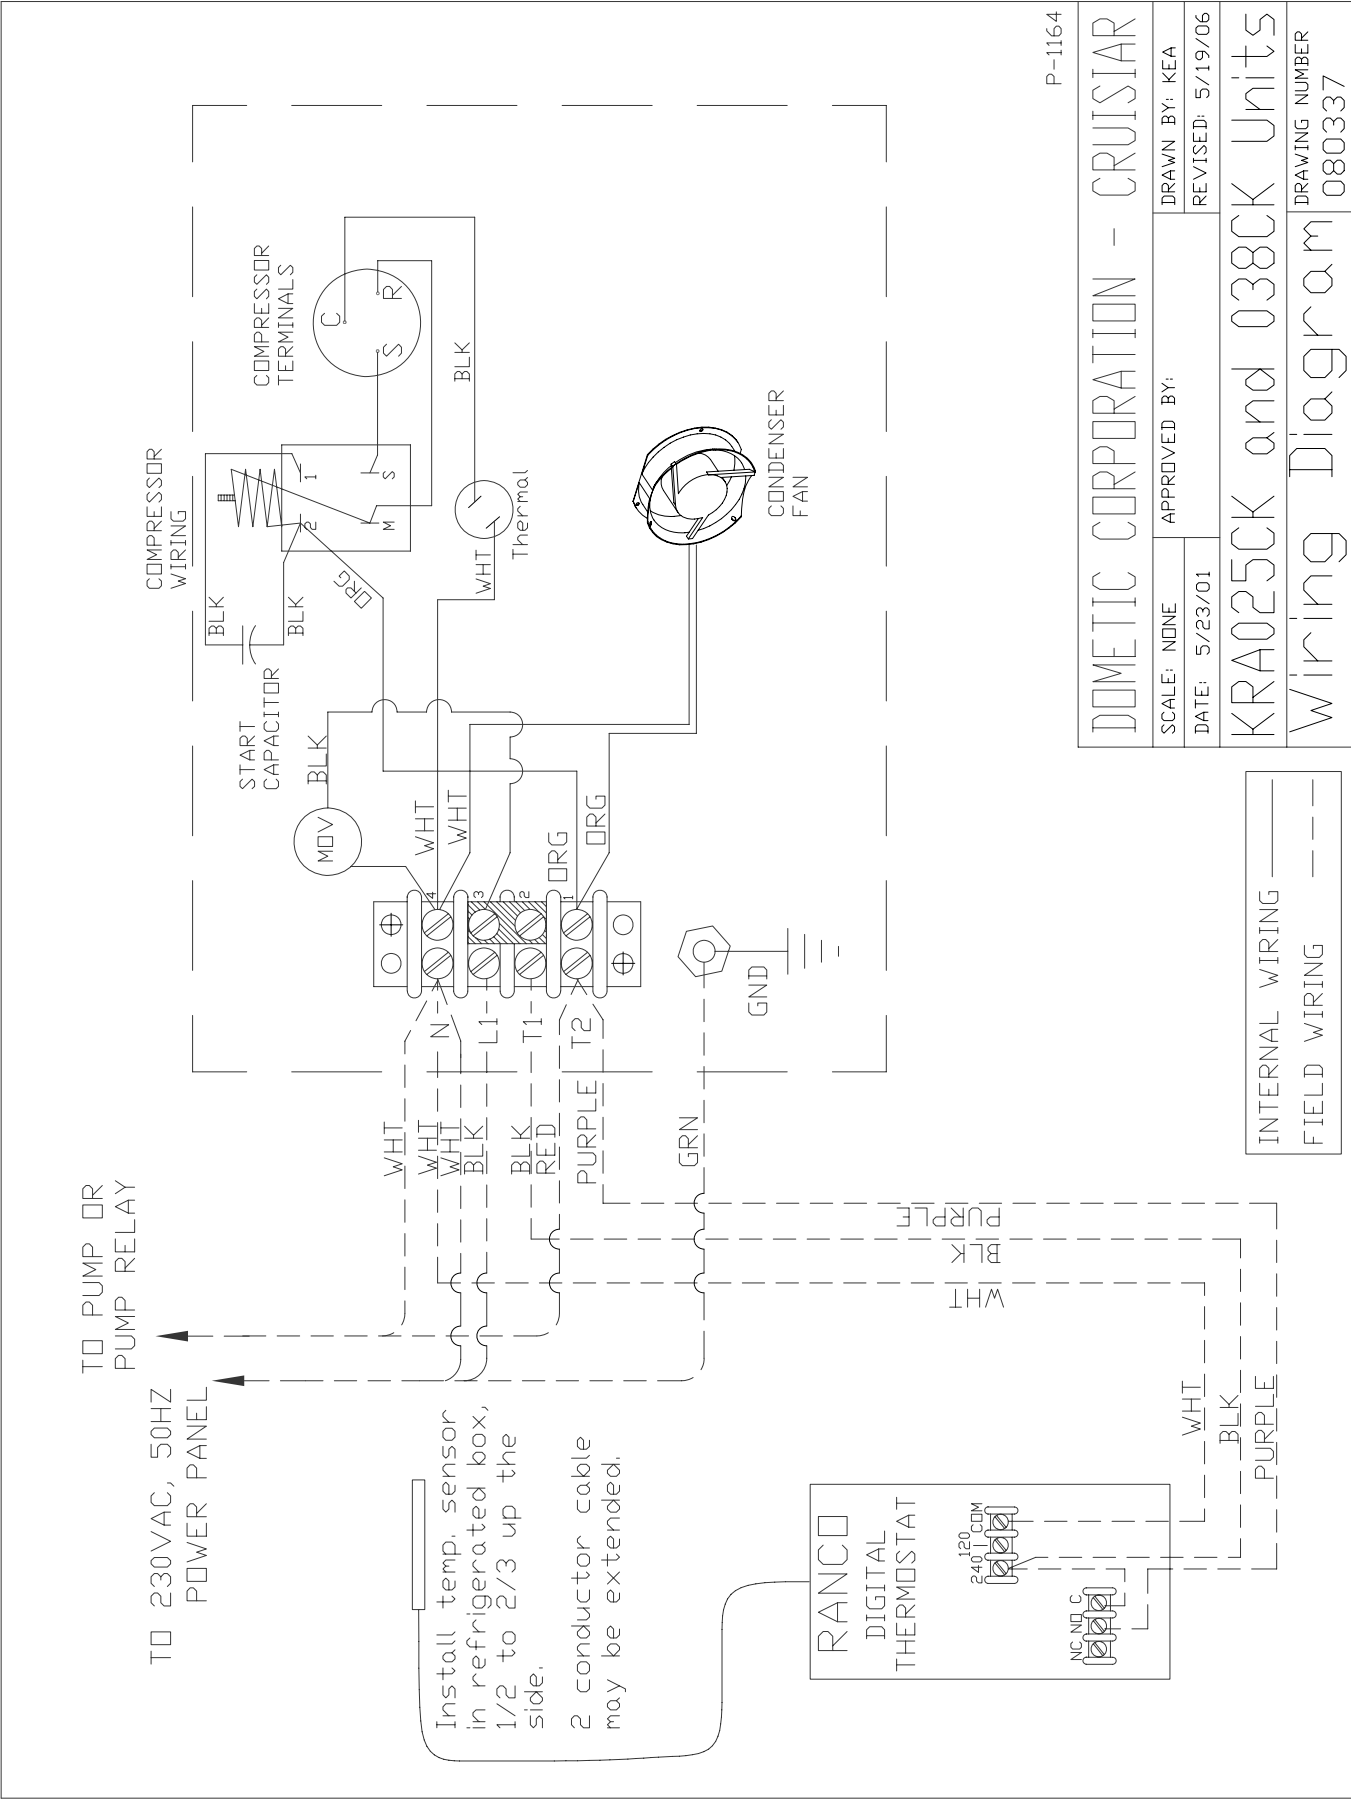 TO PUMP OR
PUMP RELAY
TO 230VAC, 50HZ
POWER PANEL
COMPRESSOR
WIRING
COMPRESSOR
TERMINALS
C
S
R
BLK
BLK
1
2
S
M
START
CAPACITOR
ORG
BLK
MOV
BLK
WHT
Thermal
WHT
WHT
ORG
ORG
CONDENSER
FAN
4
3
2
1
N
L1
T1
T2
GND
WHT
WHT
WHT
BLK
BLK
RED
PURPLE
GRN
PURPLE
BLK
WHT
WHT
BLK
PURPLE
Install temp. sensor
in refrigerated box,
1/2 to 2/3 up the
side.
2 conductor cable
may be extended.
RANCO
DIGITAL
THERMOSTAT
120
240 | COM
NC NO C
INTERNAL WIRING
FIELD WIRING
P-1164
DOMETIC CORPORATION - CRUISIAR
SCALE: NONE
APPROVED BY:
DRAWN BY: KEA
DATE: 5/23/01
REVISED: 5/19/06
KRA025CK and 038CK Units
Wiring Diagram
DRAWING NUMBER
080337